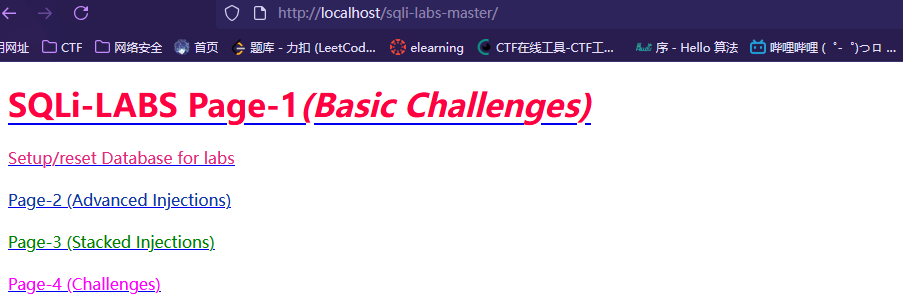 http://localhost/sqli-labs-master/
用网址 CTF 网络安全 首页 题库 - 力扣 (LeetCod... elearning CTF在线工具-CTF工... 序 - Hello 算法 哔哩哔哩 ( ゜- ゜)つロ ...
SQLi-LABS Page-1(Basic Challenges)
Setup/reset Database for labs
Page-2 (Advanced Injections)
Page-3 (Stacked Injections)
Page-4 (Challenges)